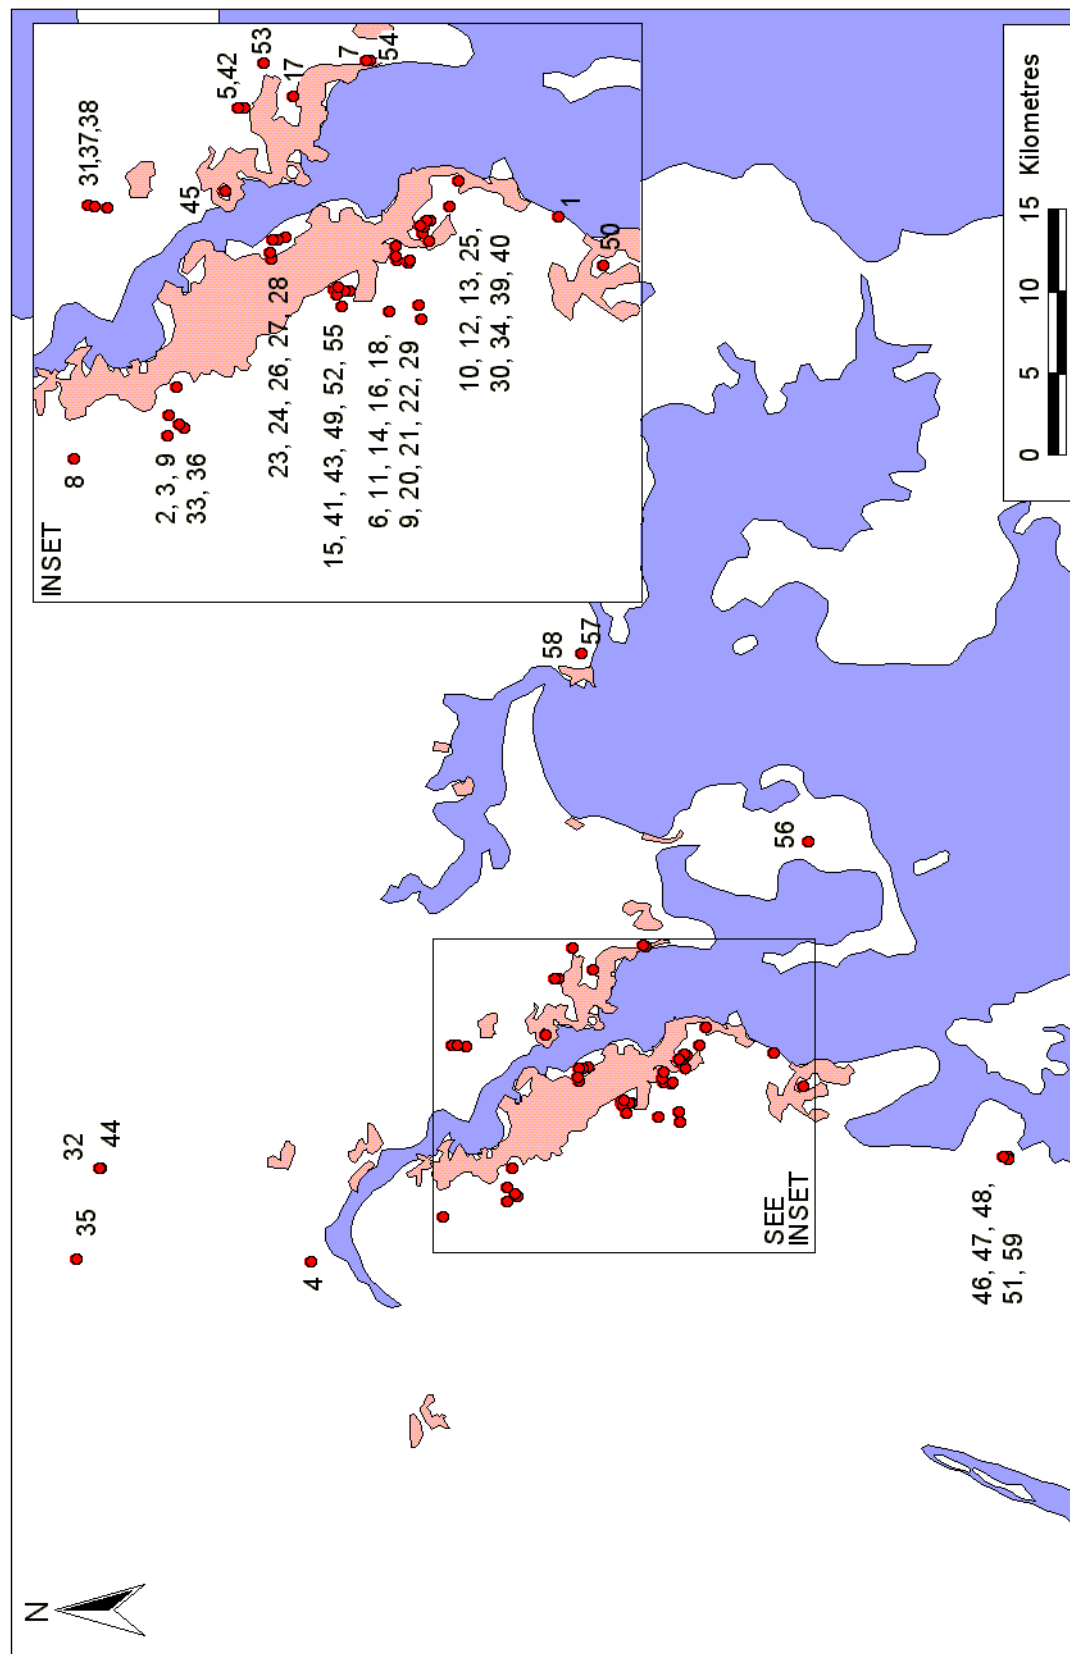 N
35
32
44
4
46, 47, 48,
51, 59
SEE
INSET
56
58
57
INSET
8
2, 3, 9
33, 36
23, 24, 26, 27, 28
15, 41, 43, 49, 52, 55
6, 11, 14, 16, 18,
9, 20, 21, 22, 29
10, 12, 13, 25,
30, 34, 39, 40
31,37,38
45
5,42
53
17
7
54
1
50
0
5
10
15
Kilometres